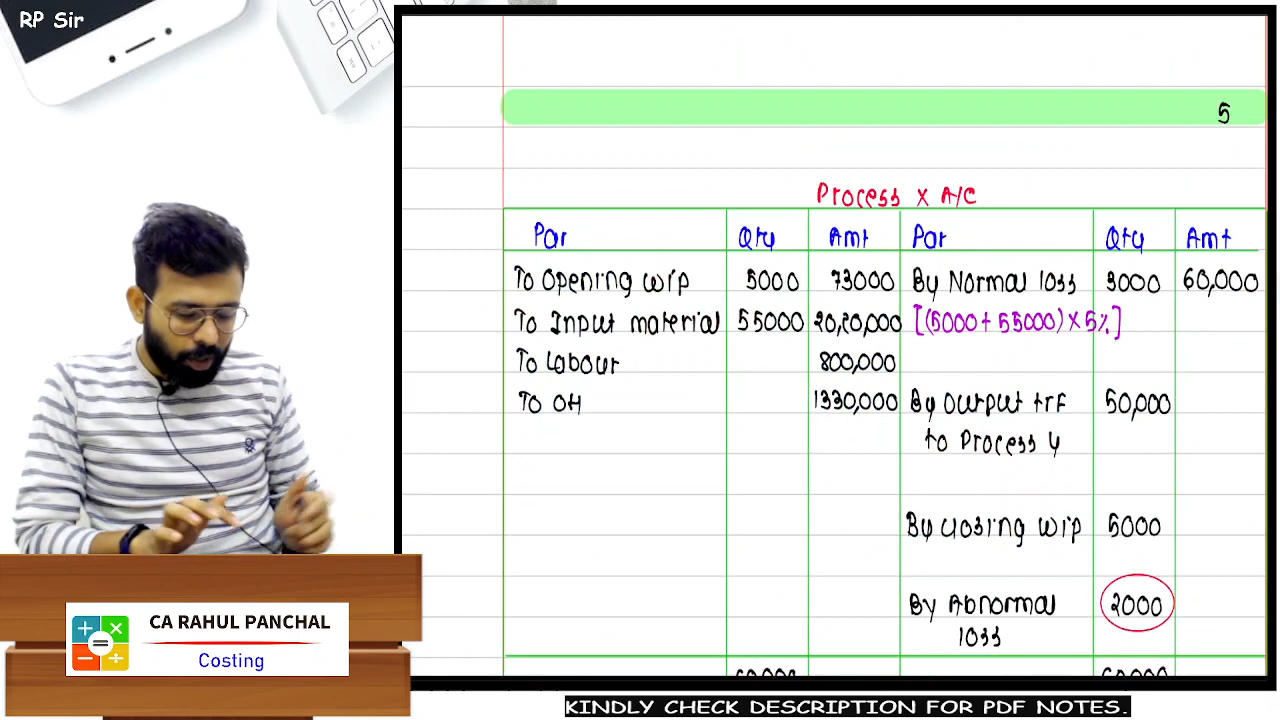 RP Sir
5
Process X A/C
Par Qty Amt Par Qty Amt
To Opening wip 5000 73000 By Normal loss 3000 60,000
To Input material 55000 20,20,000 [(5000+55000)×5%]
To Labour 800,000
To OH 1330,000 By Output trf 50,000
to Process y
By closing wip 5000
By Abnormal 2000
loss
CA RAHUL PANCHAL
Costing
KINDLY CHECK DESCRIPTION FOR PDF NOTES.